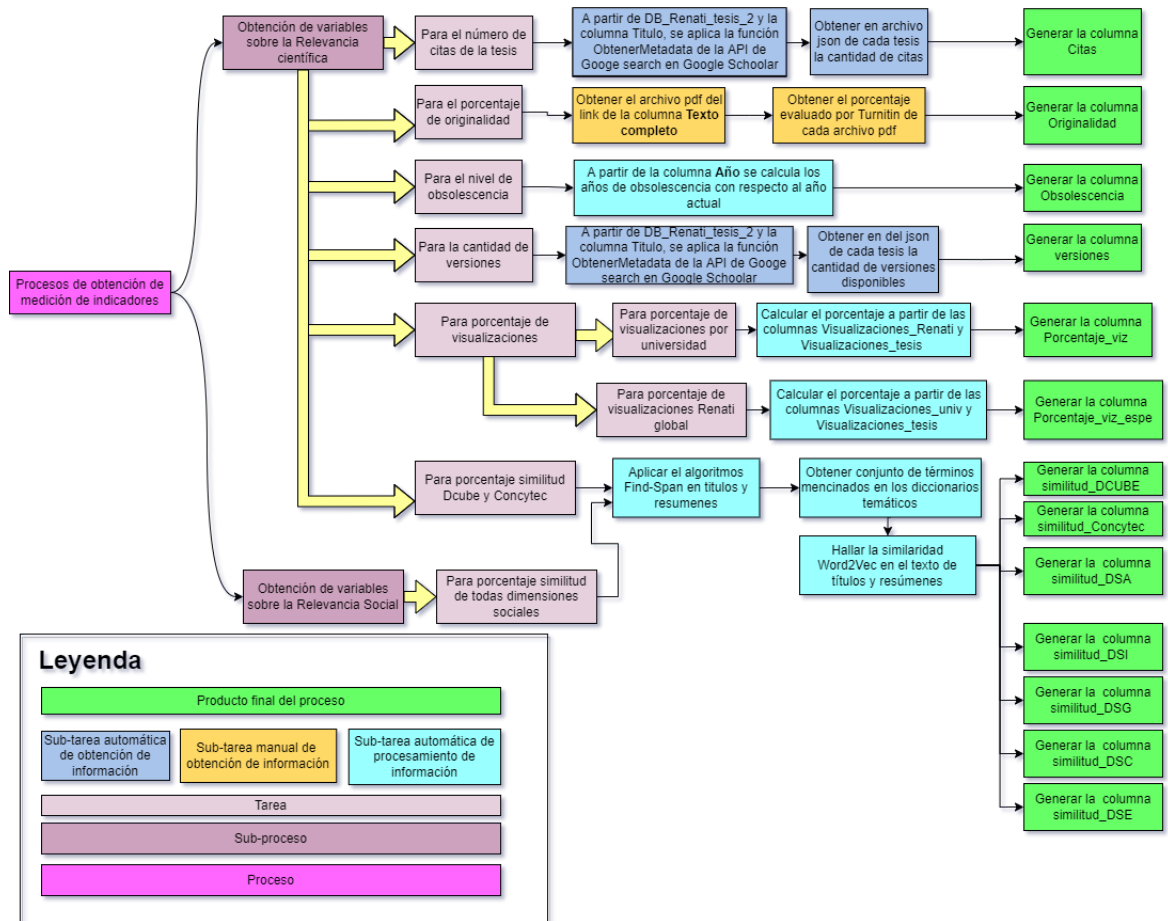 Obtención de variables
sobre la Relevancia
científica
Para el número de
citas de la tesis
A partir de DB_Renati_tesis_2 y la
columna Titulo, se aplica la función
ObtenerMetadata de la API de
Googe search en Google Schoolar
Obtener en archivo
json de cada tesis
la cantidad de citas
Generar la columna
Citas
Para el porcentaje
de originalidad
Obtener el archivo pdf del
link de la columna Texto
completo
Obtener el porcentaje
evaluado por Turnitin de
cada archivo pdf
Generar la columna
Originalidad
Para el nivel de
obsolescencia
A partir de la columna Año se calcula los
años de obsolescencia con respecto al año
actual
Generar la columna
Obsolescencia
Para la cantidad de
versiones
A partir de DB_Renati_tesis_2 y la
columna Titulo, se aplica la función
ObtenerMetadata de la API de Googe
search en Google Schoolar
Obtener en del json
de cada tesis la
cantidad de versiones
disponibles
Generar la columna
versiones
Procesos de obtención de
medición de indicadores
Para porcentaje de
visualizaciones
Para porcentaje de
visualizaciones por
universidad
Calcular el porcentaje a partir de las
columnas Visualizaciones_Renati y
Visualizaciones_tesis
Generar la columna
Porcentaje_viz
Para porcentaje de
visualizaciones Renati
global
Calcular el porcentaje a partir de las
columnas Visualizaciones_univ y
Visualizaciones_tesis
Generar la columna
Porcentaje_viz_espe
Para porcentaje similitud
Dcube y Concytec
Aplicar el algoritmos
Find-Span en titulos y
resumenes
Obtener conjunto de términos
mencinados en los diccionarios
temáticos
Generar la columna
similitud_DCUBE
Generar la columna
similitud_Concytec
Hallar la similaridad
Word2Vec en el texto de
títulos y resúmenes
Generar la columna
similitud_DSA
Obtención de variables
sobre la Relevancia Social
Para porcentaje similitud
de todas dimensiones
sociales
Generar la columna
similitud_DSI
Generar la columna
similitud_DSG
Generar la columna
similitud_DSC
Generar la columna
similitud_DSE
Leyenda
Producto final del proceso
Sub-tarea automática
de obtención de
información
Sub-tarea manual de
obtención de información
Sub-tarea automática de
procesamiento de
información
Tarea
Sub-proceso
Proceso